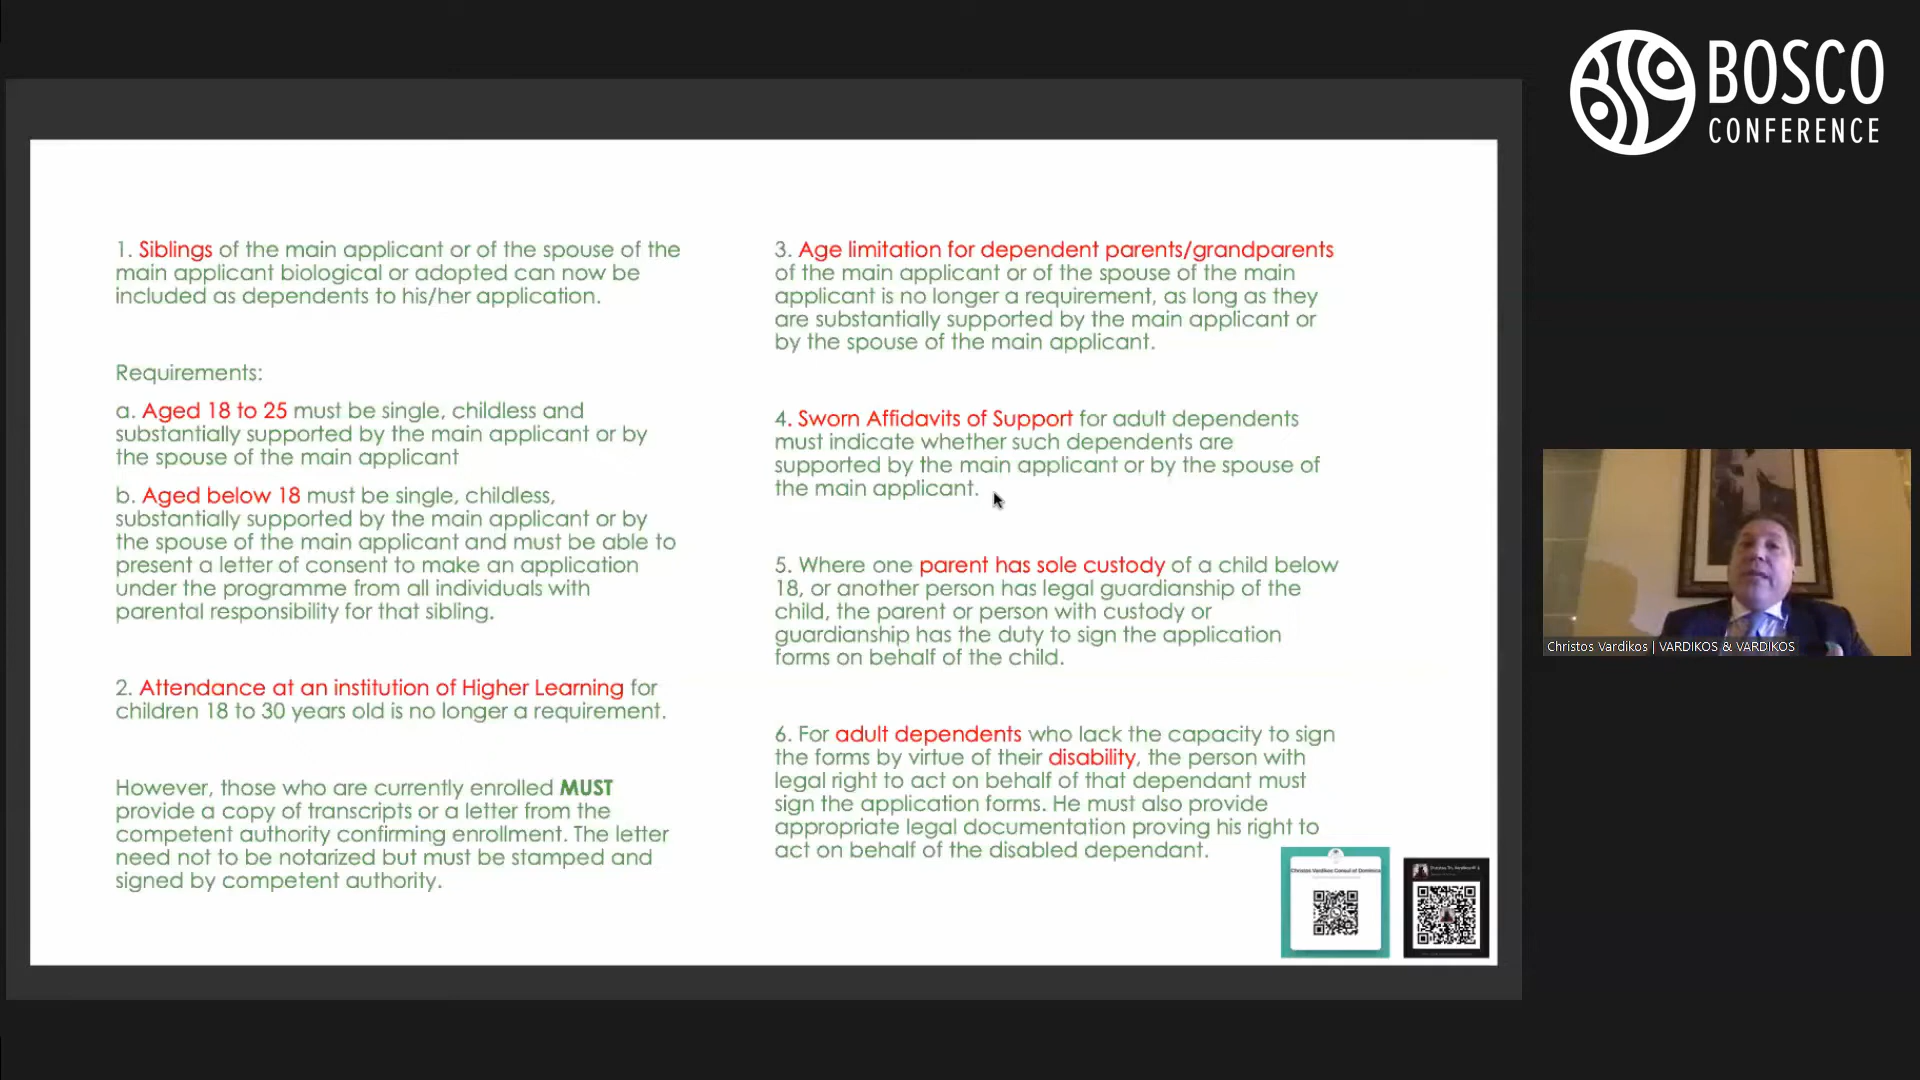 BOSCO
CONFERENCE
1. Siblings of the main applicant or of the spouse of the
main applicant biological or adopted can now be
included as dependents to his/her application.
Requirements:
a. Aged 18 to 25 must be single, childless and
substantially supported by the main applicant or by
the spouse of the main applicant
b. Aged below 18 must be single, childless,
substantially supported by the main applicant or by
the spouse of the main applicant and must be able to
present a letter of consent to make an application
under the programme from all individuals with
parental responsibility for that sibling.
2. Attendance at an institution of Higher Learning for
children 18 to 30 years old is no longer a requirement.
However, those who are currently enrolled MUST
provide a copy of transcripts or a letter from the
competent authority confirming enrollment. The letter
need not to be notarized but must be stamped and
signed by competent authority.
3. Age limitation for dependent parents/grandparents
of the main applicant or of the spouse of the main
applicant is no longer a requirement, as long as they
are substantially supported by the main applicant or
by the spouse of the main applicant.
4. Sworn Affidavits of Support for adult dependents
must indicate whether such dependents are
supported by the main applicant or by the spouse of
the main applicant.
5. Where one parent has sole custody of a child below
18, or another person has legal guardianship of the
child, the parent or person with custody or
guardianship has the duty to sign the application
forms on behalf of the child.
6. For adult dependents who lack the capacity to sign
the forms by virtue of their disability, the person with
legal right to act on behalf of that dependant must
sign the application forms. He must also provide
appropriate legal documentation proving his right to
act on behalf of the disabled dependant.
Christos Vardikos Consul of Dominica
Christos Vardikos | VARDIKOS & VARDIKOS